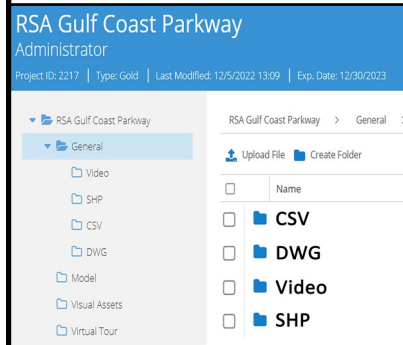 RSA Gulf Coast Parkway
Administrator
Project ID: 2217 | Type: Gold | Last Modified: 12/5/2022 13:09 | Exp. Date: 12/30/2023
RSA Gulf Coast Parkway
General
Video
SHP
CSV
DWG
Model
Visual Assets
Virtual Tour
RSA Gulf Coast Parkway > General >
Upload File Create Folder
Name
CSV
DWG
Video
SHP